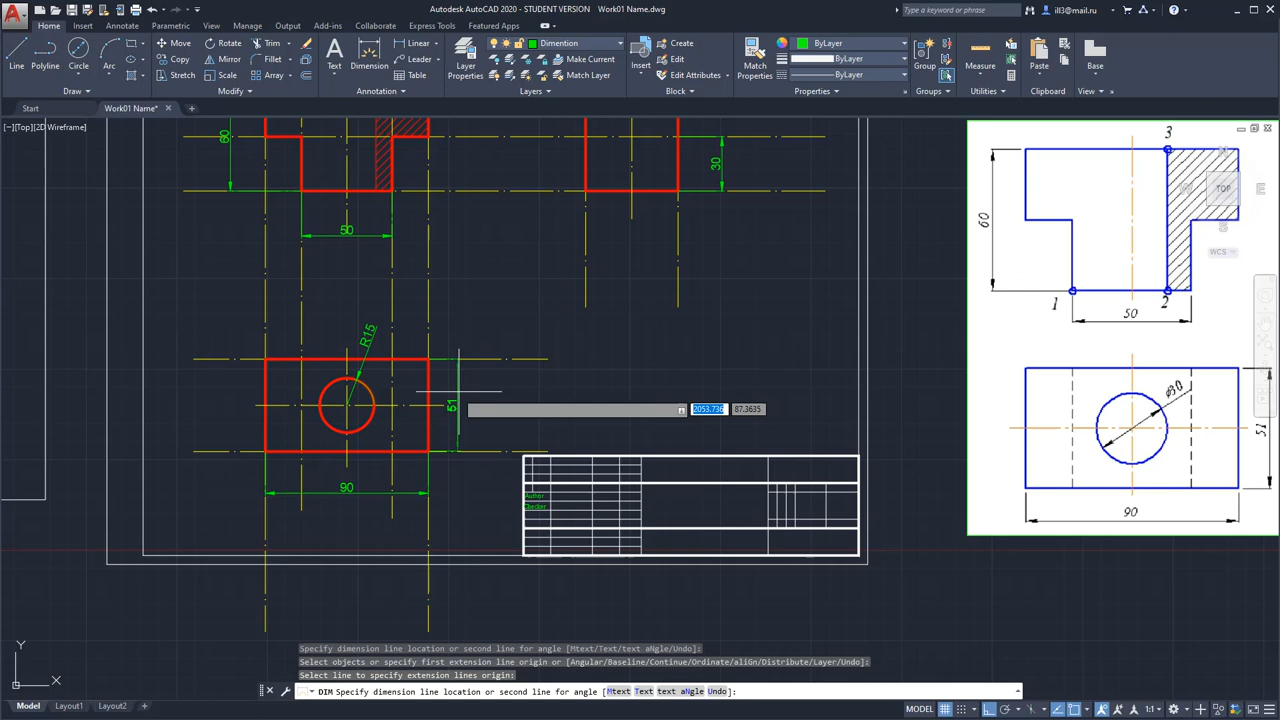 Autodesk AutoCAD 2020 - STUDENT VERSION Work01 Name.dwg
Type a keyword or phrase
ill3@mail.ru
Home Insert Annotate Parametric View Manage Output Add-ins Collaborate Express Tools Featured Apps
Line Polyline Circle Arc
Move Rotate Trim
Copy Mirror Fillet
Stretch Scale Array
Text Dimension
Linear
Leader
Table
Layer Properties
Dimention
Make Current
Match Layer
Insert
Create
Edit
Edit Attributes
Match Properties
ByLayer
ByLayer
ByLayer
Group
Measure
Paste
Base
Draw Modify Annotation Layers Block Properties Groups Utilities Clipboard View
Start Work01 Name*
[−][Top][2D Wireframe]
60
30
50
R15
51
2053.736 87.3635
90
Author
Checker
3
N
W TOP E
S
WCS
60
1
2
50
ø30
51
90
Y
X
Specify dimension line location or second line for angle [Mtext/Text/text aNgle/Undo]:
Select objects or specify first extension line origin or [Angular/Baseline/Continue/Ordinate/aliGn/Distribute/Layer/Undo]:
Select line to specify extension lines origin:
DIM Specify dimension line location or second line for angle [Mtext Text text aNgle Undo]:
Model Layout1 Layout2
MODEL 1:1